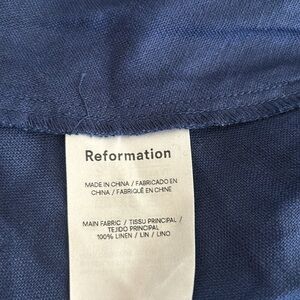 Reformation
MADE IN CHINA / FABRICADO EN
CHINA / FABRIQUÉ EN CHINE
MAIN FABRIC / TISSU PRINCIPAL /
TEJIDO PRINCIPAL
100% LINEN / LIN / LINO